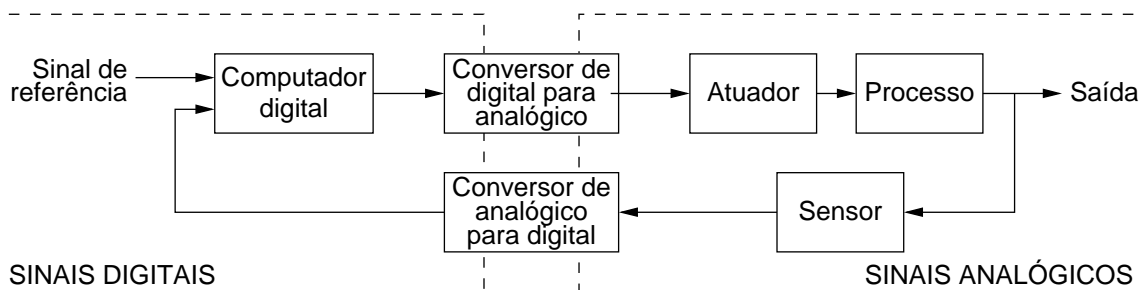 Sinal de
referência
Computador
digital
Conversor de
digital para
analógico
Atuador
Processo
Saída
Conversor de
analógico
para digital
Sensor
SINAIS DIGITAIS
SINAIS ANALÓGICOS